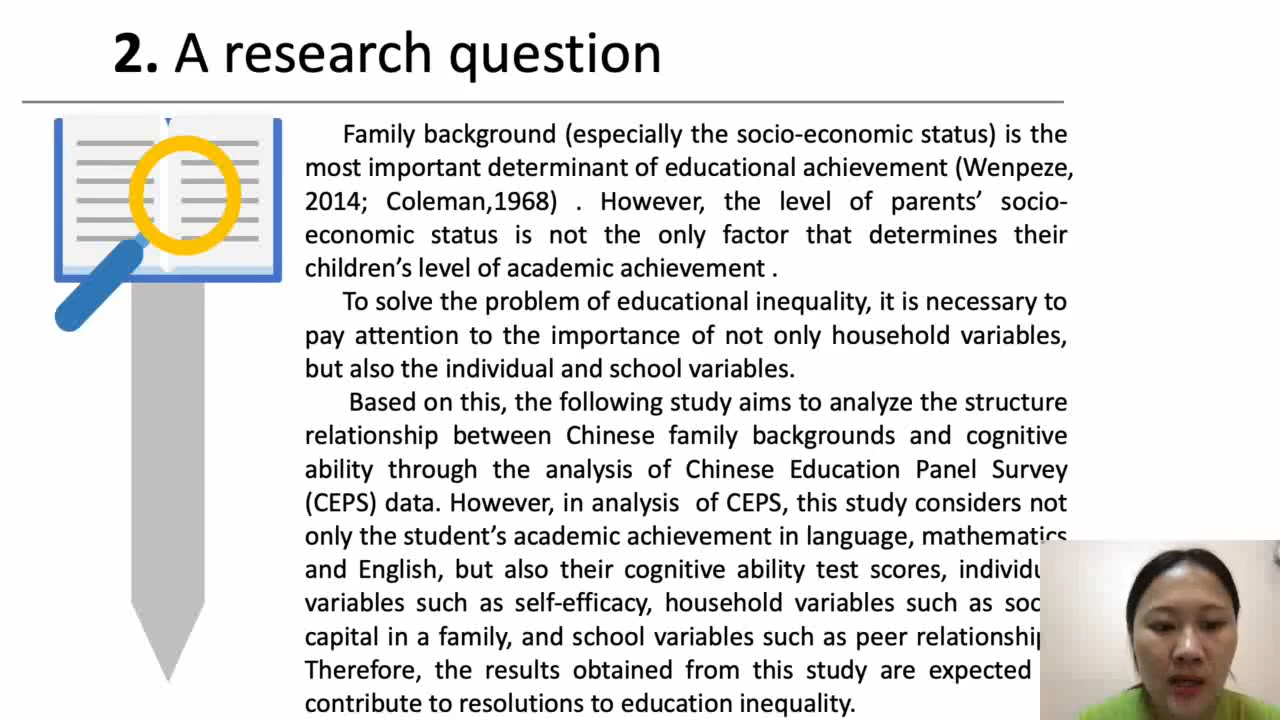 2. A research question
Family background (especially the socio-economic status) is the
most important determinant of educational achievement (Wenpeze,
2014; Coleman,1968) . However, the level of parents’ socio-
economic status is not the only factor that determines their
children’s level of academic achievement .
To solve the problem of educational inequality, it is necessary to
pay attention to the importance of not only household variables,
but also the individual and school variables.
Based on this, the following study aims to analyze the structure
relationship between Chinese family backgrounds and cognitive
ability through the analysis of Chinese Education Panel Survey
(CEPS) data. However, in analysis of CEPS, this study considers not
only the student’s academic achievement in language, mathematics
and English, but also their cognitive ability test scores,
variables such as self-efficacy, household variables such as
capital in a family, and school variables such as peer
Therefore, the results obtained from this study are expected
contribute to resolutions to education inequality.